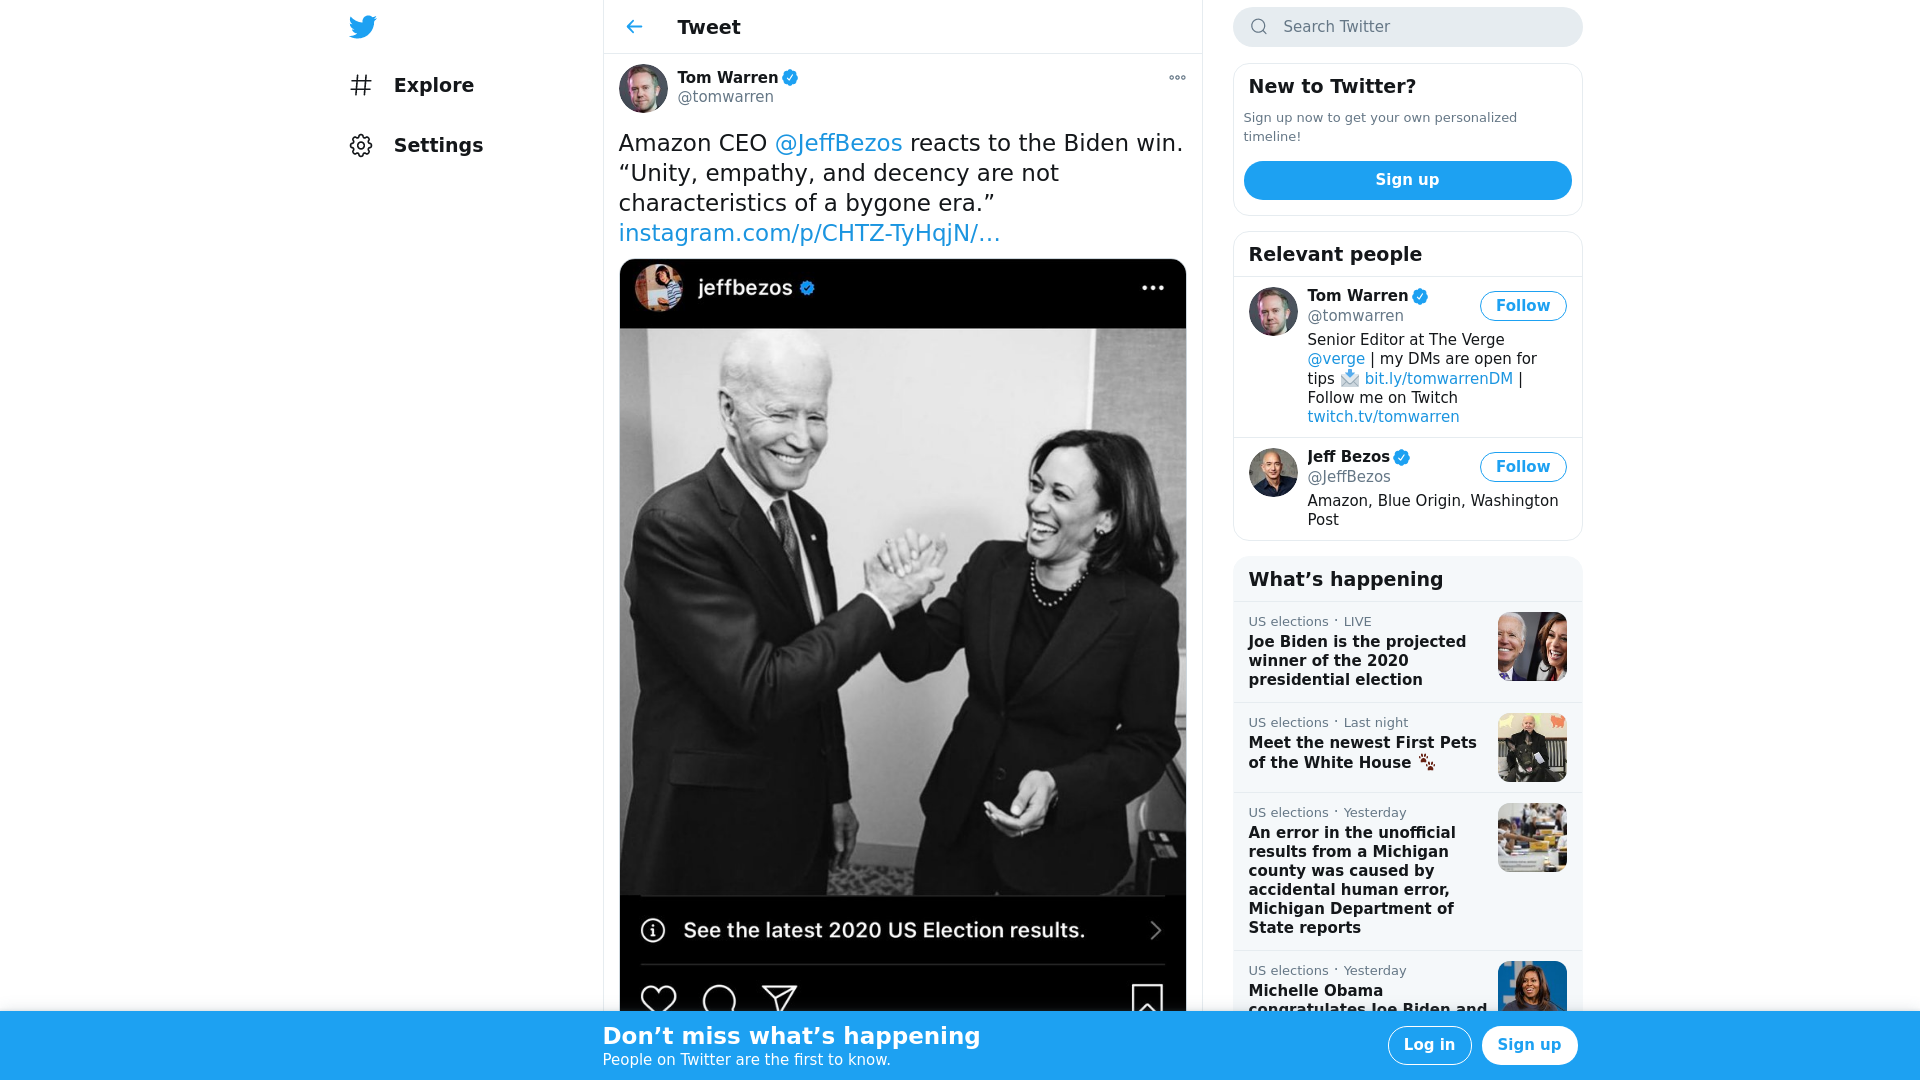 Explore
Settings
Tweet
Tom Warren
@tomwarren
Amazon CEO @JeffBezos reacts to the Biden win.
“Unity, empathy, and decency are not
characteristics of a bygone era.”
instagram.com/p/CHTZ-TyHqjN/…
jeffbezos
See the latest 2020 US Election results.
Search Twitter
New to Twitter?
Sign up now to get your own personalized
timeline!
Sign up
Relevant people
Tom Warren
@tomwarren
Follow
Senior Editor at The Verge
@verge | my DMs are open for
tips 📩 bit.ly/tomwarrenDM |
Follow me on Twitch
twitch.tv/tomwarren
Jeff Bezos
@JeffBezos
Follow
Amazon, Blue Origin, Washington
Post
What’s happening
US elections · LIVE
Joe Biden is the projected
winner of the 2020
presidential election
US elections · Last night
Meet the newest First Pets
of the White House 🐾
US elections · Yesterday
An error in the unofficial
results from a Michigan
county was caused by
accidental human error,
Michigan Department of
State reports
US elections · Yesterday
Michelle Obama
congratulates Joe Biden and
Don’t miss what’s happening
People on Twitter are the first to know.
Log in
Sign up